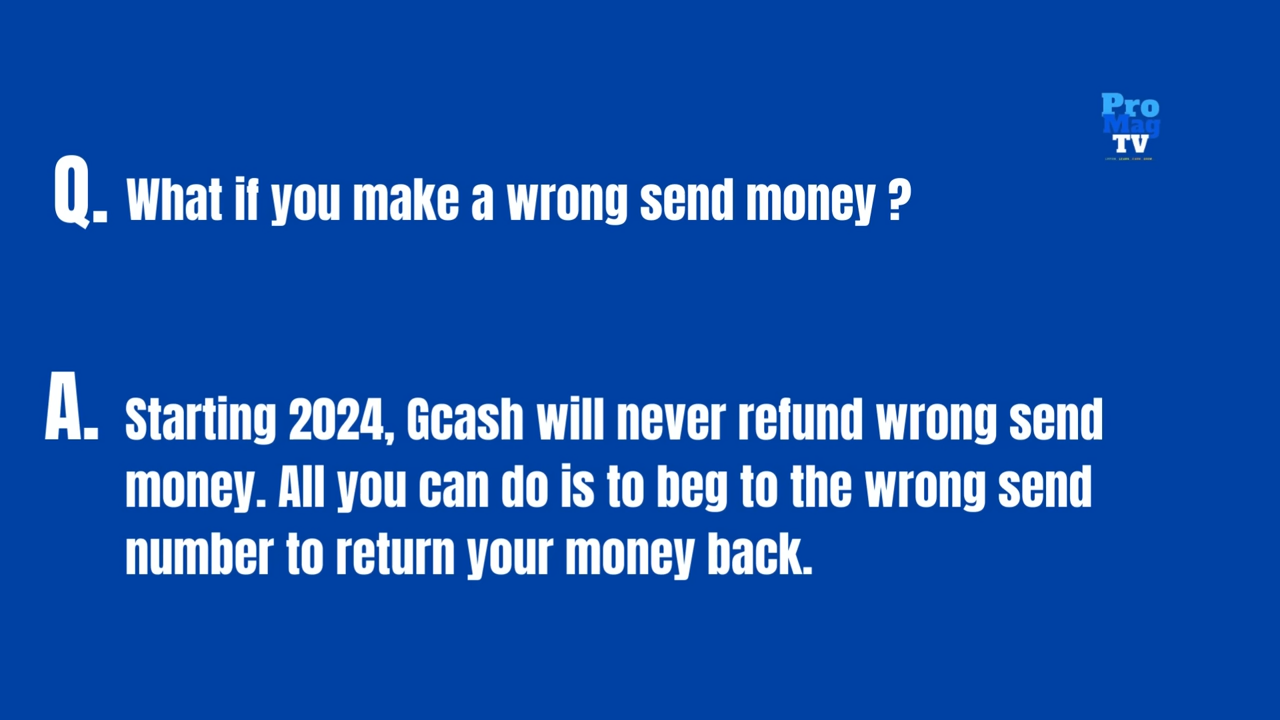 Pro
Mag
TV
Q. What if you make a wrong send money ?
A. Starting 2024, Gcash will never refund wrong send
money. All you can do is to beg to the wrong send
number to return your money back.